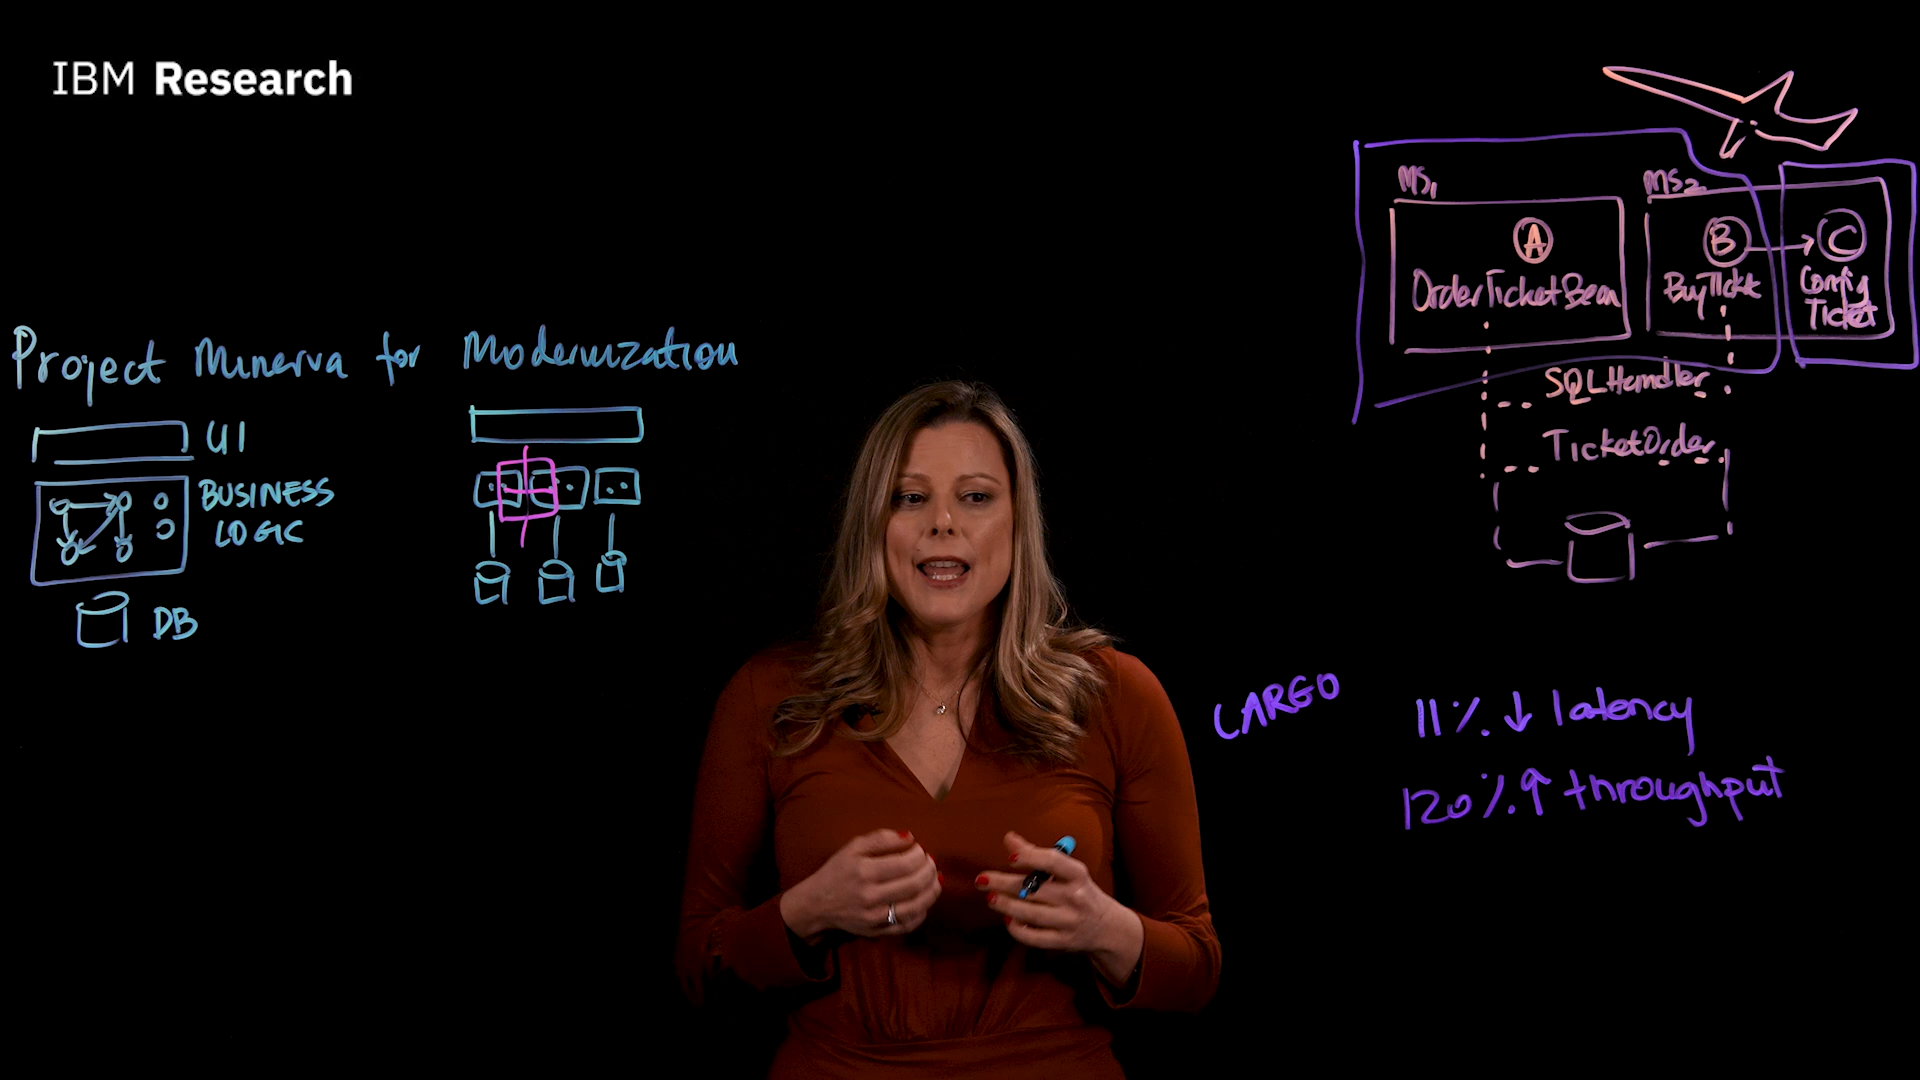 IBM Research
Project Minerva for Modernization
UI
BUSINESS
LOGIC
DB
MS1
MS2
A
B
C
OrderTicketBean
BuyTicket
Config
Ticket
SQLHandler
TicketOrder
CARGO
11% ↓ latency
120% ↑ throughput